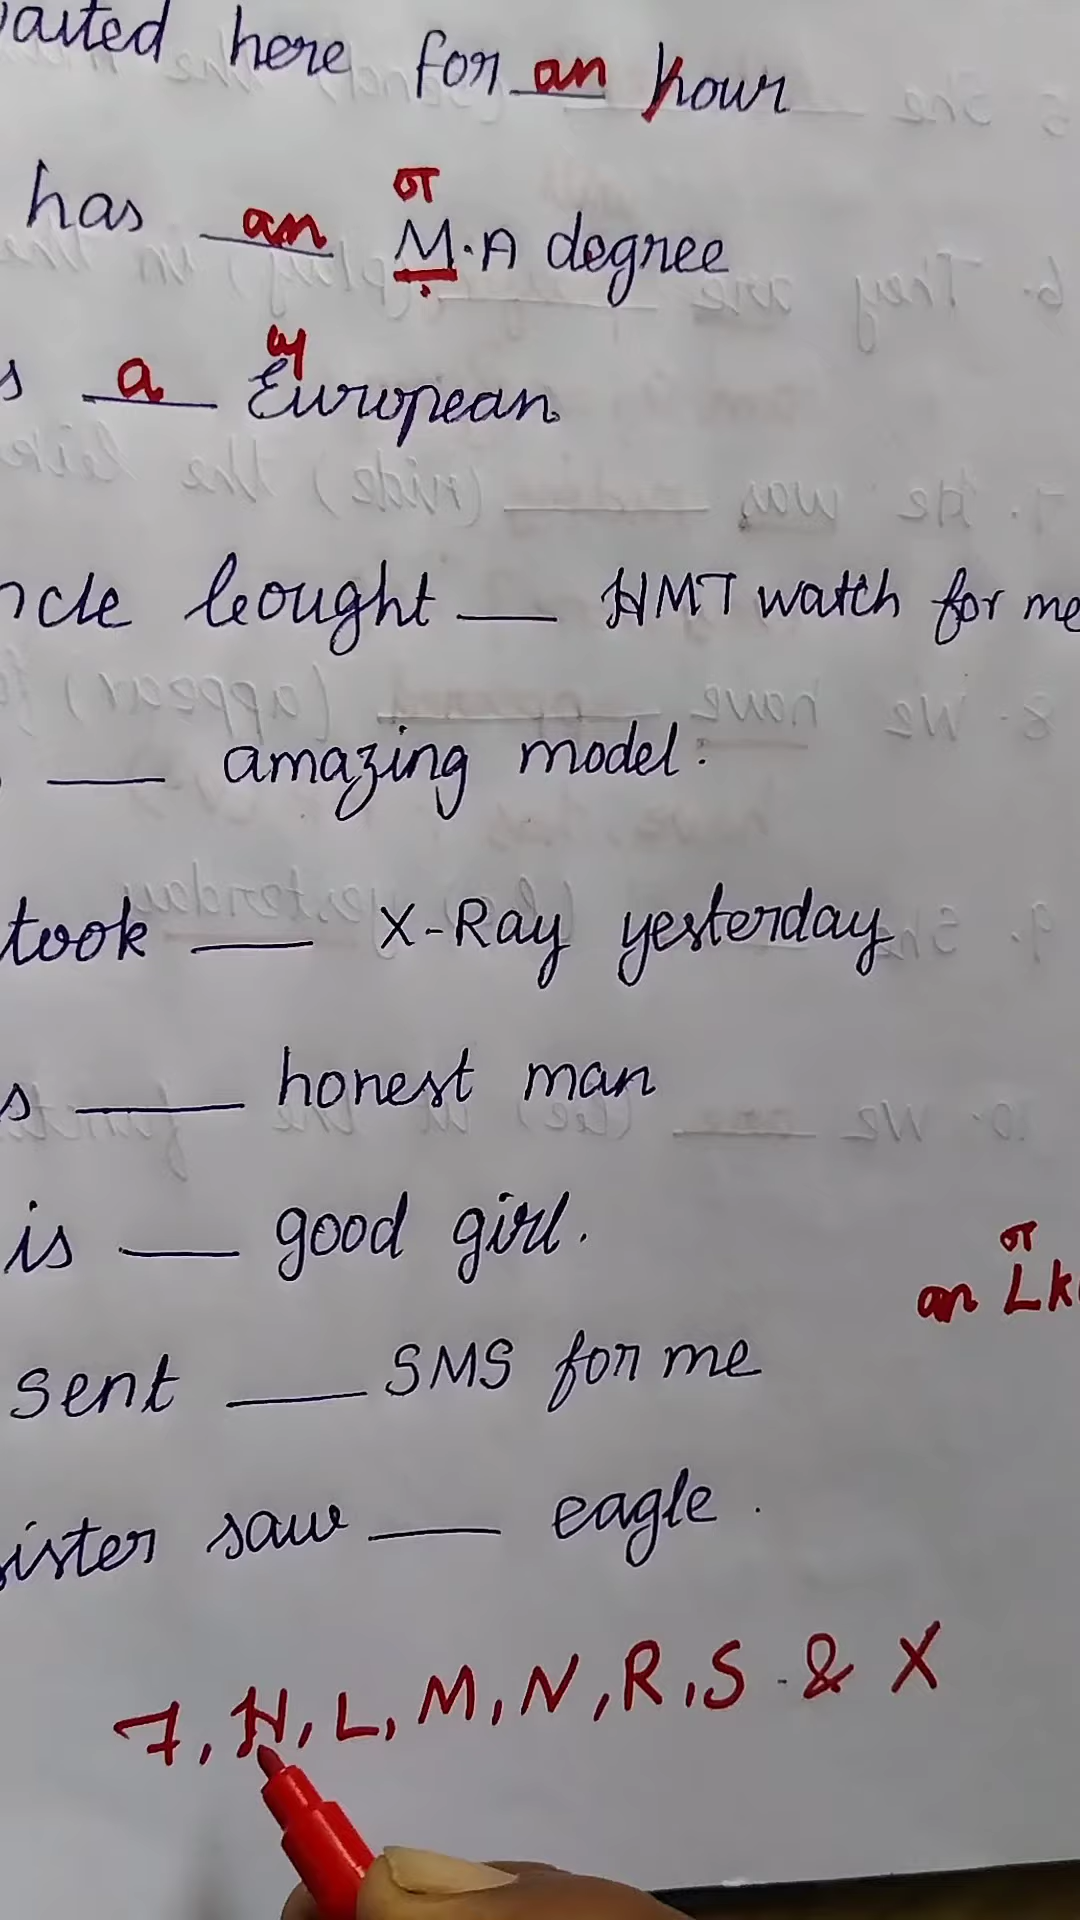 waited here for an hour
has an M.A degree
s a European
ncle bought ___ HMT watch for me
___ amazing model.
took ___ X-Ray yesterday
s ___ honest man
is ___ good girl.
an Lk
sent ___ SMS for me
sister saw ___ eagle.
F, H, L, M, N, R, S & X